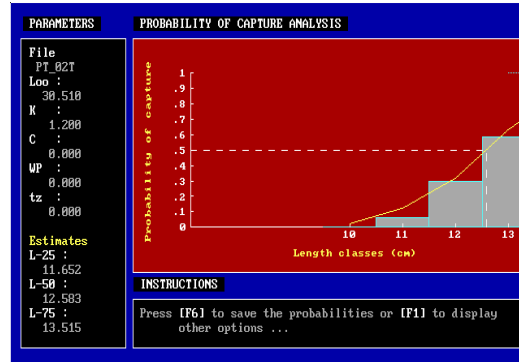 PARAMETERS
File
PT_02T
Loo :
30.510
K :
1.200
C :
0.000
WP :
0.000
tz :
0.000
Estimates
L-25 :
11.652
L-50 :
12.583
L-75 :
13.515
PROBABILITY OF CAPTURE ANALYSIS
Probability of capture
1
.9
.8
.7
.6
.5
.4
.3
.2
.1
0
10 11 12 13
Length classes (cm)
INSTRUCTIONS
Press [F6] to save the probabilities or [F1] to display
other options ...